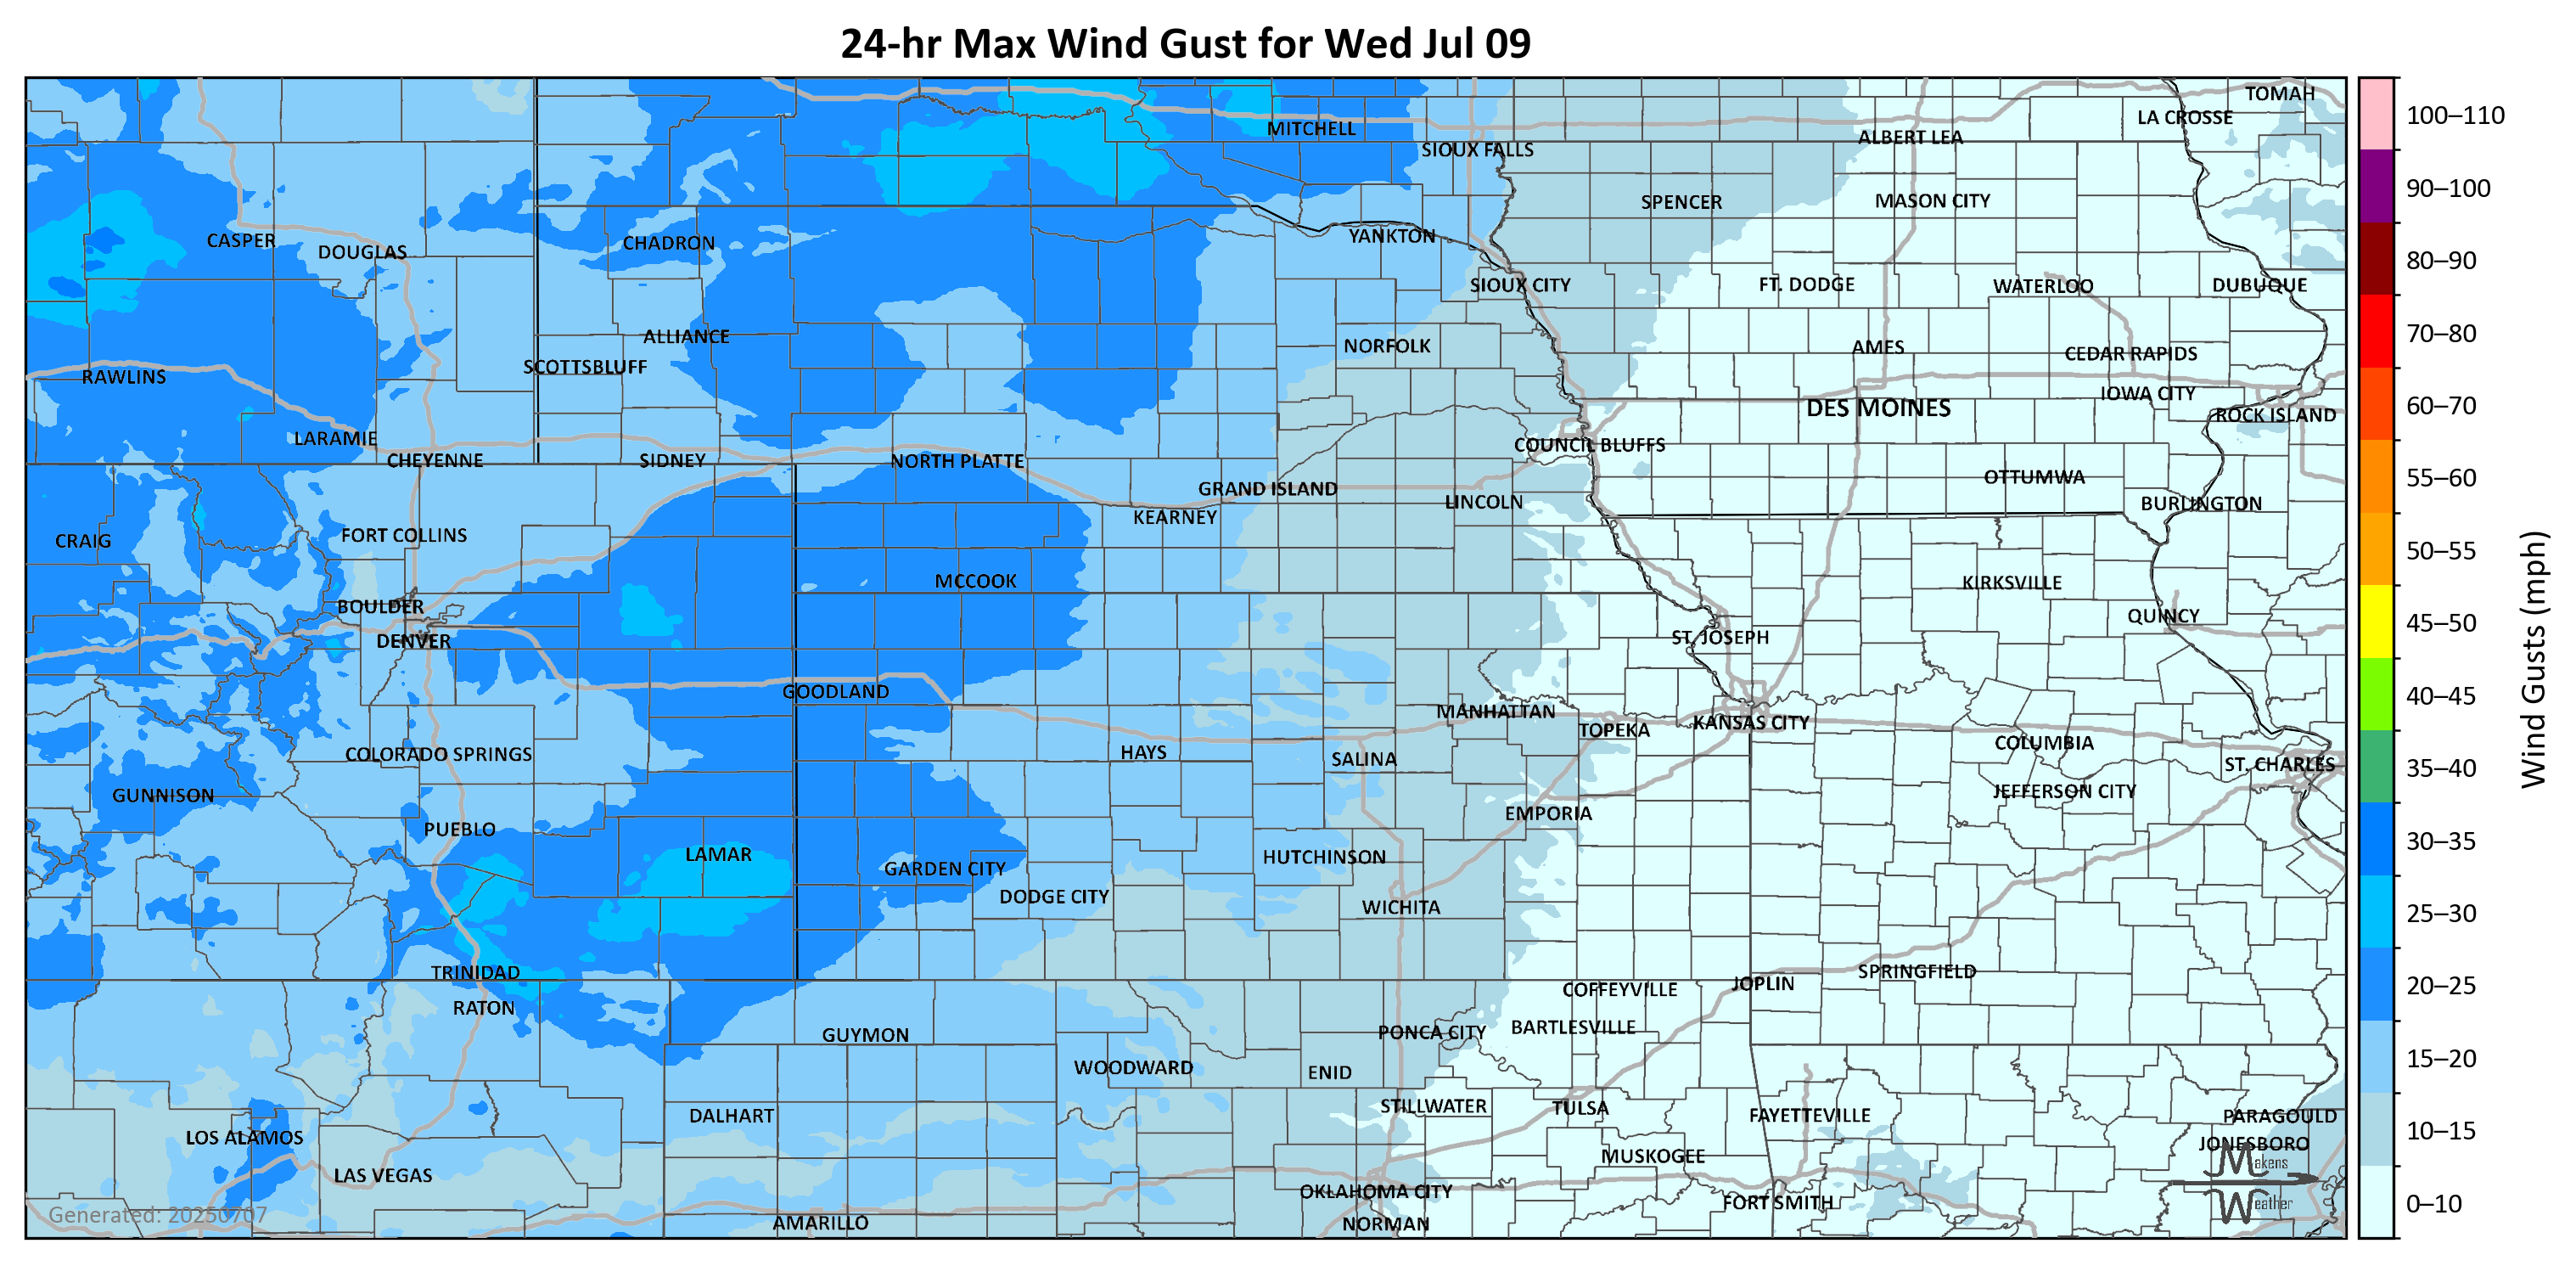 24-hr Max Wind Gust for Wed Jul 09
TOMAH
LA CROSSE
MITCHELL
ALBERT LEA
SIOUX FALLS
SPENCER
MASON CITY
CASPER
DOUGLAS
CHADRON
YANKTON
SIOUX CITY
FT. DODGE
WATERLOO
DUBUQUE
ALLIANCE
NORFOLK
AMES
CEDAR RAPIDS
SCOTTSBLUFF
RAWLINS
IOWA CITY
DES MOINES
ROCK ISLAND
LARAMIE
COUNCIL BLUFFS
CHEYENNE
SIDNEY
NORTH PLATTE
OTTUMWA
GRAND ISLAND
LINCOLN
BURLINGTON
KEARNEY
CRAIG
FORT COLLINS
MCCOOK
KIRKSVILLE
BOULDER
QUINCY
DENVER
ST. JOSEPH
GOODLAND
MANHATTAN
KANSAS CITY
TOPEKA
COLUMBIA
COLORADO SPRINGS
HAYS
SALINA
ST. CHARLES
GUNNISON
JEFFERSON CITY
EMPORIA
PUEBLO
LAMAR
HUTCHINSON
GARDEN CITY
DODGE CITY
WICHITA
TRINIDAD
SPRINGFIELD
JOPLIN
COFFEYVILLE
RATON
BARTLESVILLE
GUYMON
PONCA CITY
WOODWARD
ENID
STILLWATER
TULSA
DALHART
FAYETTEVILLE
PARAGOULD
LOS ALAMOS
JONESBORO
MUSKOGEE
LAS VEGAS
OKLAHOMA CITY
FORT SMITH
AMARILLO
NORMAN
Generated: 20250707
Makens
Weather
100–110
90–100
80–90
70–80
60–70
55–60
50–55
45–50
40–45
35–40
30–35
25–30
20–25
15–20
10–15
0–10
Wind Gusts (mph)